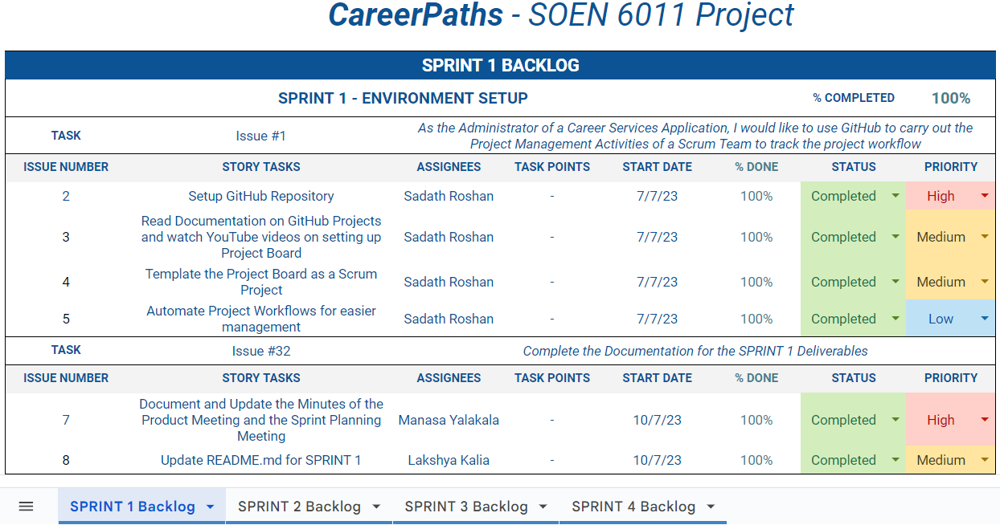 CareerPaths - SOEN 6011 Project
SPRINT 1 BACKLOG
SPRINT 1 - ENVIRONMENT SETUP % COMPLETED 100%
TASK Issue #1 As the Administrator of a Career Services Application, I would like to use GitHub to carry out the
Project Management Activities of a Scrum Team to track the project workflow
ISSUE NUMBER STORY TASKS ASSIGNEES TASK POINTS START DATE % DONE STATUS PRIORITY
2 Setup GitHub Repository Sadath Roshan - 7/7/23 100% Completed High
Read Documentation on GitHub Projects
3 and watch YouTube videos on setting up Sadath Roshan - 7/7/23 100% Completed Medium
Project Board
Template the Project Board as a Scrum
4 Sadath Roshan - 7/7/23 100% Completed Medium
Project
Automate Project Workflows for easier
5 Sadath Roshan - 7/7/23 100% Completed Low
management
TASK Issue #32 Complete the Documentation for the SPRINT 1 Deliverables
ISSUE NUMBER STORY TASKS ASSIGNEES TASK POINTS START DATE % DONE STATUS PRIORITY
Document and Update the Minutes of the
7 Product Meeting and the Sprint Planning Manasa Yalakala - 10/7/23 100% Completed High
Meeting
8 Update README.md for SPRINT 1 Lakshya Kalia - 10/7/23 100% Completed Medium
SPRINT 1 Backlog SPRINT 2 Backlog SPRINT 3 Backlog SPRINT 4 Backlog